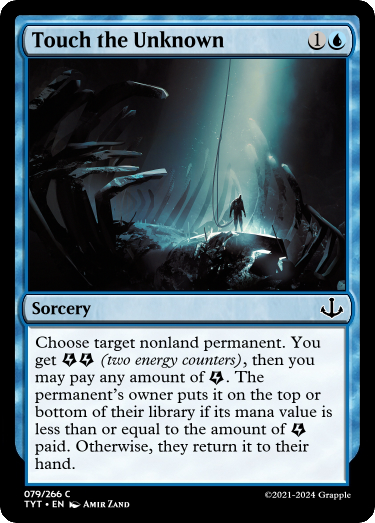 Touch the Unknown 1
Sorcery
Choose target nonland permanent. You
get (two energy counters), then you
may pay any amount of . The
permanent's owner puts it on the top or
bottom of their library if its mana value is
less than or equal to the amount of
paid. Otherwise, they return it to their
hand.
079/266 C
©2021-2024 Grapple
TYT • EN Amir Zand